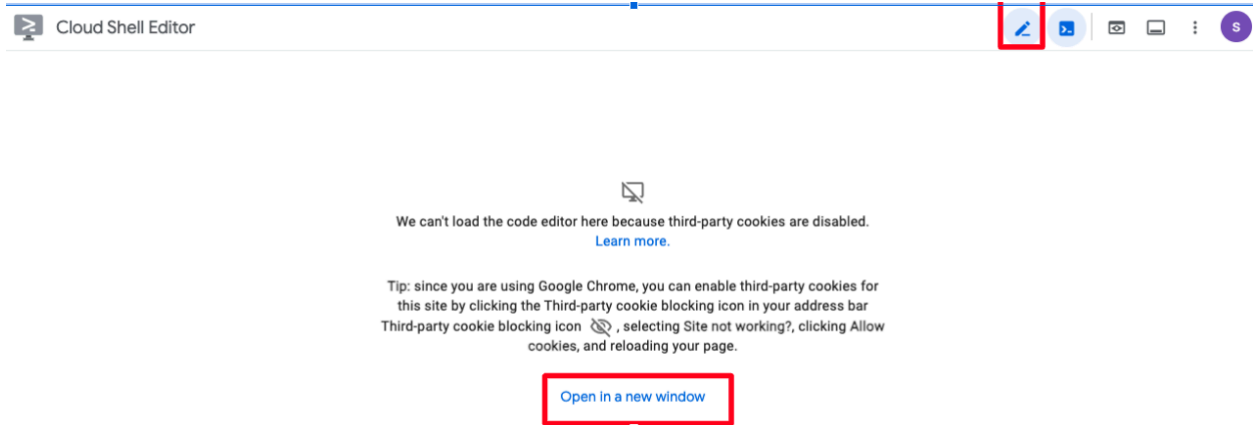 Cloud Shell Editor
S
We can't load the code editor here because third-party cookies are disabled.
Learn more.
Tip: since you are using Google Chrome, you can enable third-party cookies for
this site by clicking the Third-party cookie blocking icon in your address bar
Third-party cookie blocking icon , selecting Site not working?, clicking Allow
cookies, and reloading your page.
Open in a new window